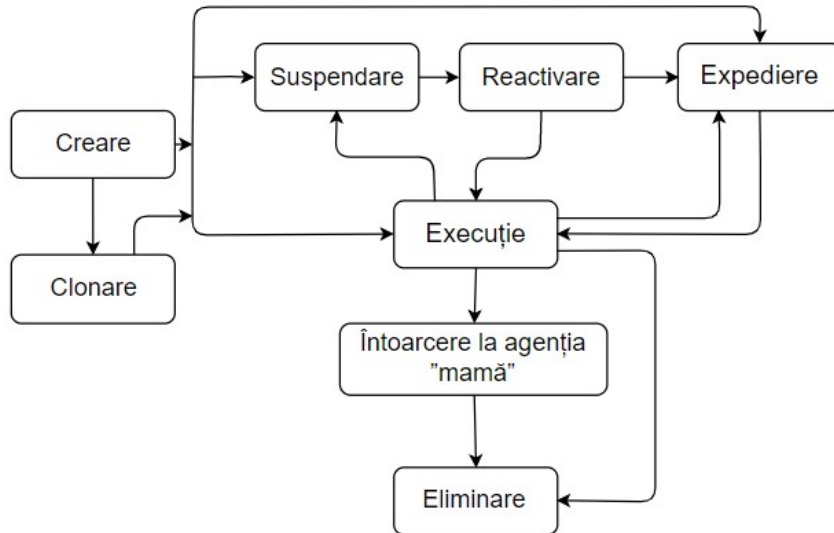 Suspendare
Reactivare
Expediere
Creare
Execuție
Clonare
Întoarcere la agenția
”mamă”
Eliminare